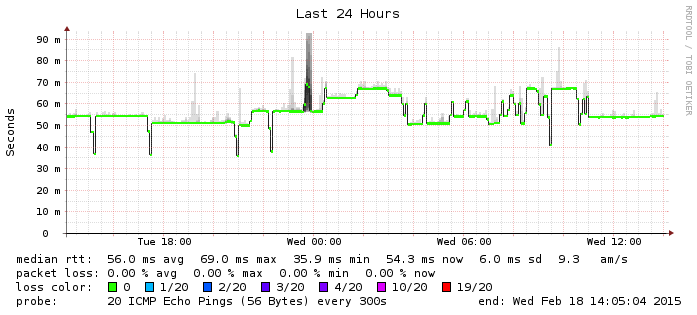 Last 24 Hours
RRDTOOL / TOBI OETIKER
Seconds
90 m
80 m
70 m
60 m
50 m
40 m
30 m
20 m
10 m
0
Tue 18:00 Wed 00:00 Wed 06:00 Wed 12:00
median rtt: 56.0 ms avg 69.0 ms max 35.9 ms min 54.3 ms now 6.0 ms sd 9.3 am/s
packet loss: 0.00 % avg 0.00 % max 0.00 % min 0.00 % now
loss color: 0 1/20 2/20 3/20 4/20 10/20 19/20
probe: 20 ICMP Echo Pings (56 Bytes) every 300s end: Wed Feb 18 14:05:04 2015